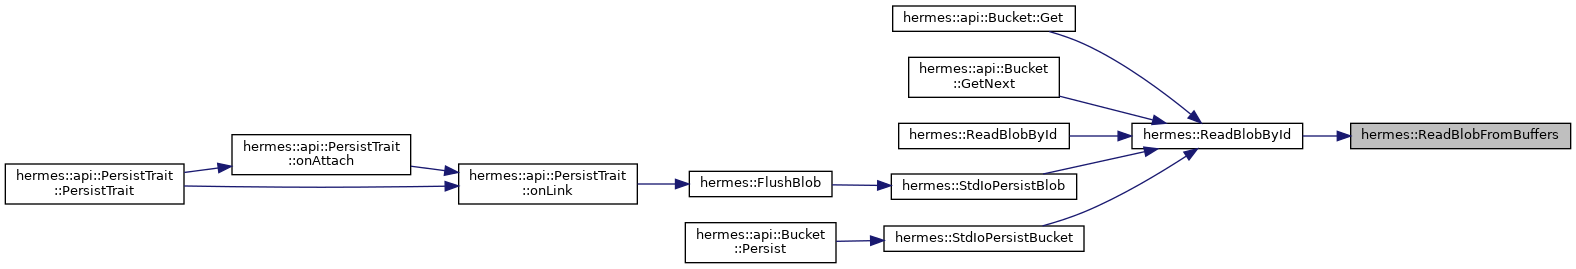 hermes::api::Bucket::Get
hermes::api::Bucket
::GetNext
hermes::ReadBlobById
hermes::ReadBlobById
hermes::ReadBlobFromBuffers
hermes::api::PersistTrait
::onAttach
hermes::api::PersistTrait
::PersistTrait
hermes::api::PersistTrait
::onLink
hermes::FlushBlob
hermes::StdIoPersistBlob
hermes::api::Bucket
::Persist
hermes::StdIoPersistBucket